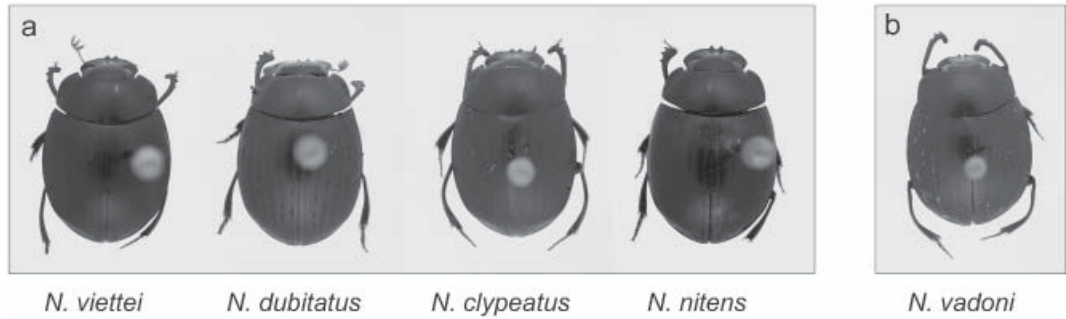 a
b
N. viettei
N. dubitatus
N. clypeatus
N. nitens
N. vadoni